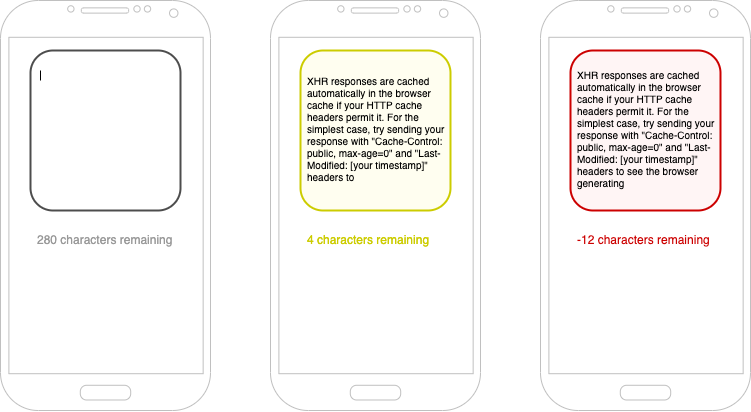 280 characters remaining
XHR responses are cached
automatically in the browser
cache if your HTTP cache
headers permit it. For the
simplest case, try sending your
response with "Cache-Control:
public, max-age=0" and "Last-
Modified: [your timestamp]"
headers to
4 characters remaining
XHR responses are cached
automatically in the browser
cache if your HTTP cache
headers permit it. For the
simplest case, try sending your
response with "Cache-Control:
public, max-age=0" and "Last-
Modified: [your timestamp]"
headers to see the browser
generating
-12 characters remaining